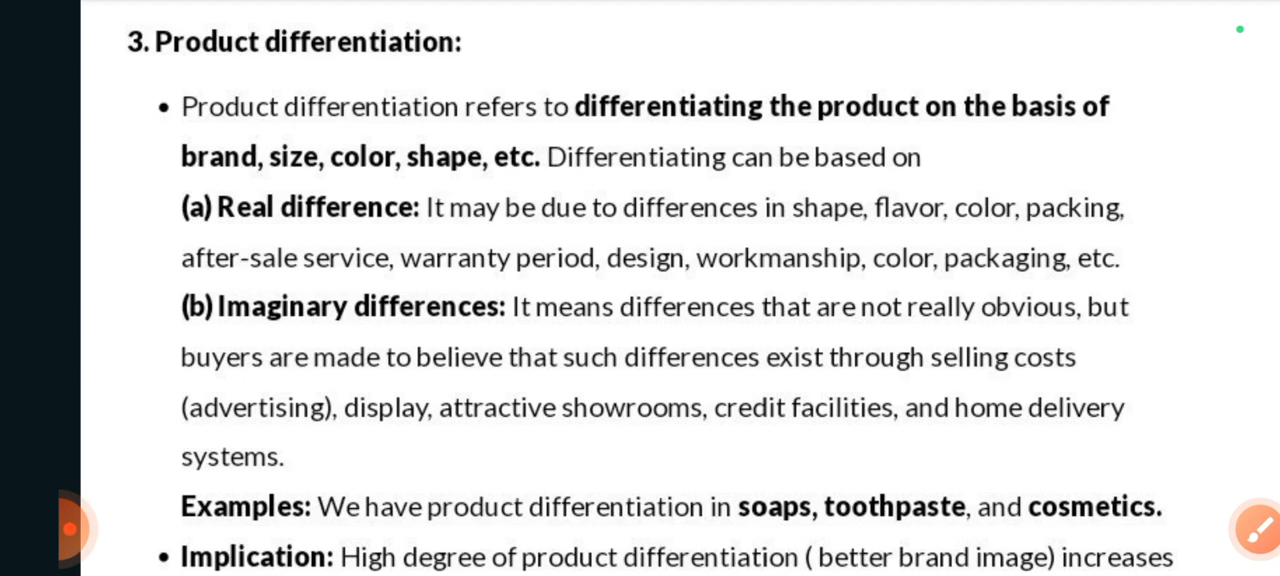 3. Product differentiation:
• Product differentiation refers to differentiating the product on the basis of
brand, size, color, shape, etc. Differentiating can be based on
(a) Real difference: It may be due to differences in shape, flavor, color, packing,
after-sale service, warranty period, design, workmanship, color, packaging, etc.
(b) Imaginary differences: It means differences that are not really obvious, but
buyers are made to believe that such differences exist through selling costs
(advertising), display, attractive showrooms, credit facilities, and home delivery
systems.
Examples: We have product differentiation in soaps, toothpaste, and cosmetics.
• Implication: High degree of product differentiation ( better brand image) increases